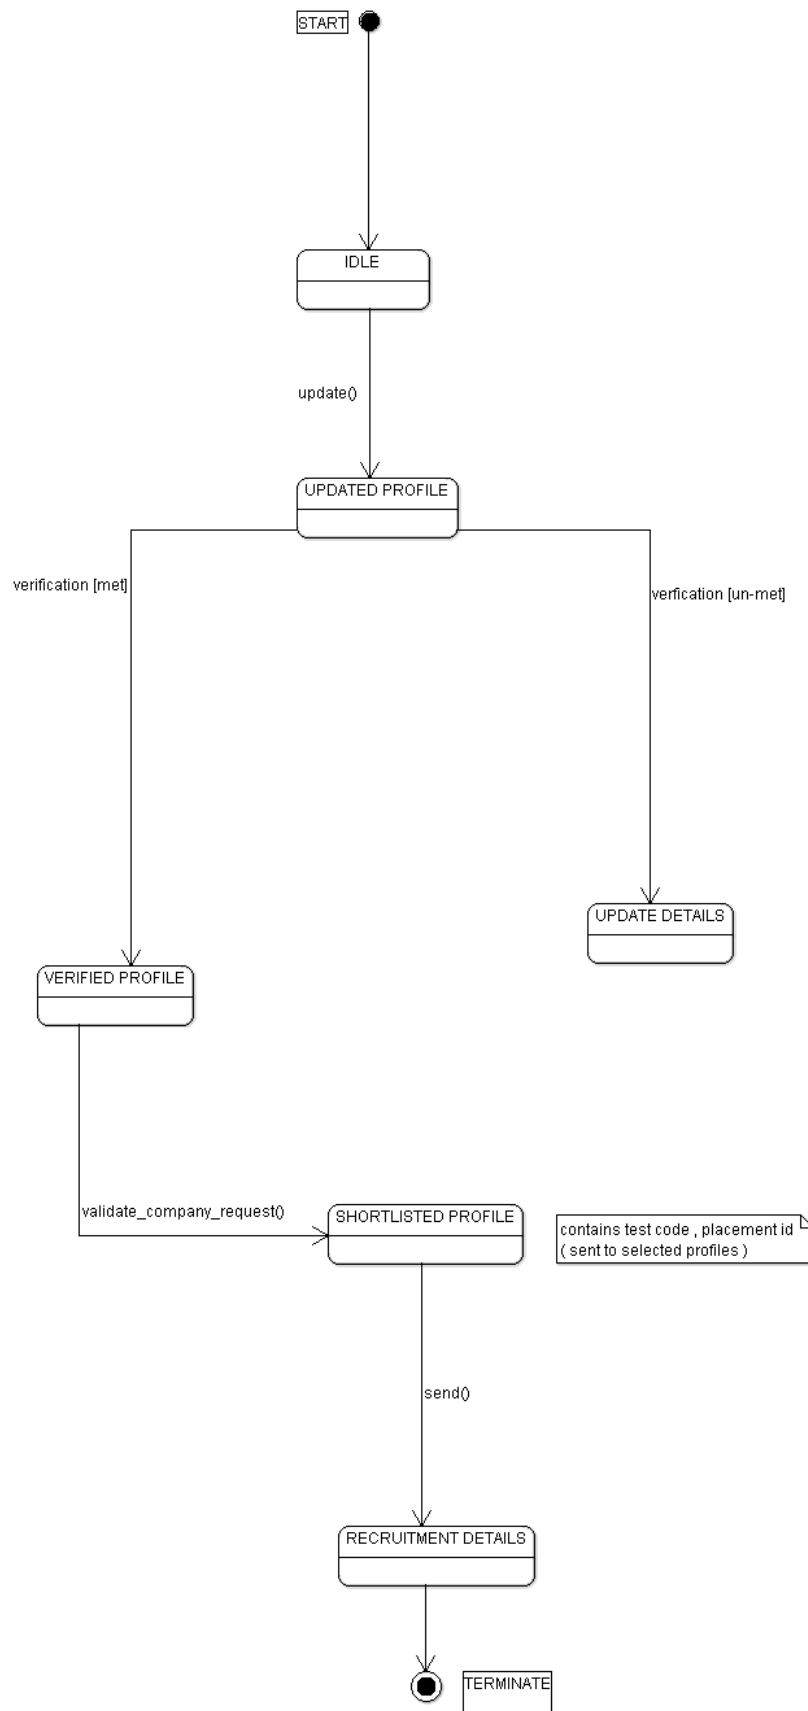 START
IDLE
update()
UPDATED PROFILE
verification [met]
verfication [un-met]
UPDATE DETAILS
VERIFIED PROFILE
validate_company_request()
SHORTLISTED PROFILE
contains test code , placement id
( sent to selected profiles )
send()
RECRUITMENT DETAILS
TERMINATE